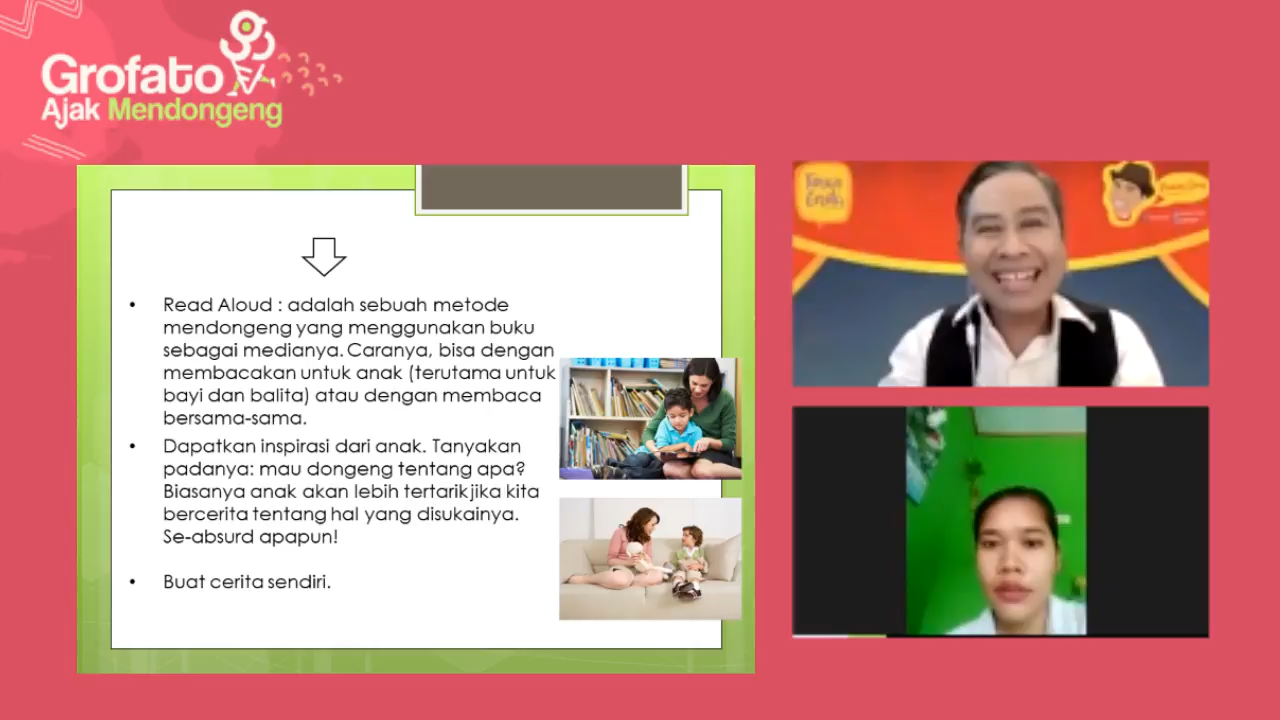 Grofato
Ajak Mendongeng
Read Aloud : adalah sebuah metode
mendongeng yang menggunakan buku
sebagai medianya. Caranya, bisa dengan
membacakan untuk anak (terutama untuk
bayi dan balita) atau dengan membaca
bersama-sama.
Dapatkan inspirasi dari anak. Tanyakan
padanya: mau dongeng tentang apa?
Biasanya anak akan lebih tertarik jika kita
bercerita tentang hal yang disukainya.
Se-absurd apapun!
Buat cerita sendiri.